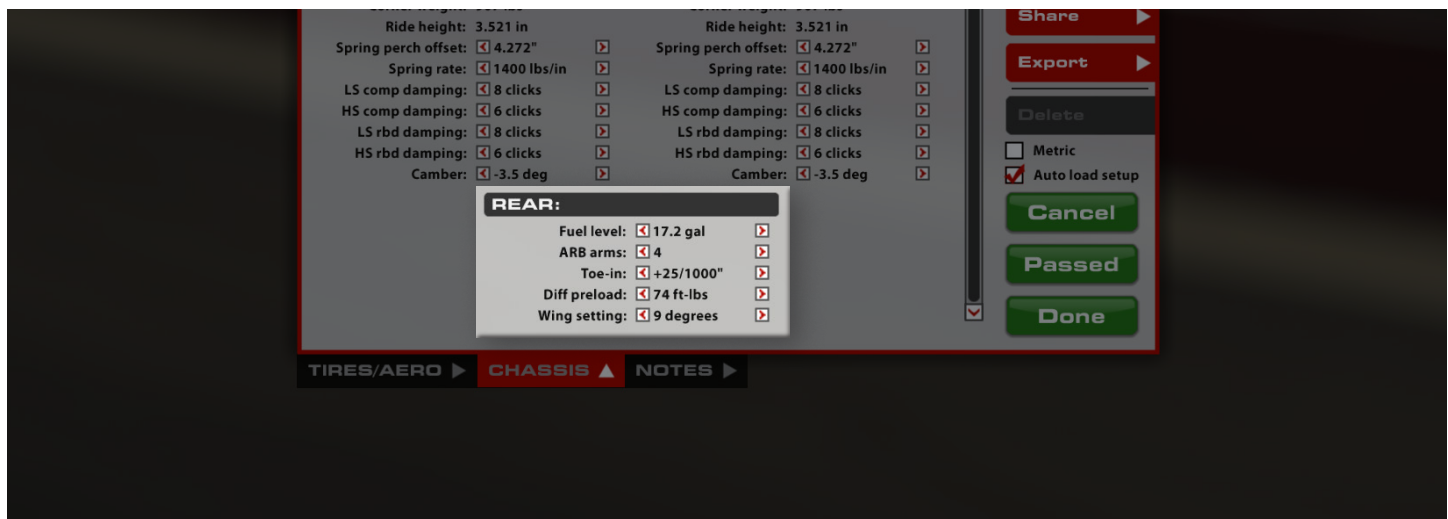 Ride height: 3.521 in
Ride height: 3.521 in
Spring perch offset: 4.272"
Spring perch offset: 4.272"
Spring rate: 1400 lbs/in
Spring rate: 1400 lbs/in
LS comp damping: 8 clicks
LS comp damping: 8 clicks
HS comp damping: 6 clicks
HS comp damping: 6 clicks
LS rbd damping: 8 clicks
LS rbd damping: 8 clicks
HS rbd damping: 6 clicks
HS rbd damping: 6 clicks
Camber: -3.5 deg
Camber: -3.5 deg
REAR:
Fuel level: 17.2 gal
ARB arms: 4
Toe-in: +25/1000"
Diff preload: 74 ft-lbs
Wing setting: 9 degrees
Share
Export
Delete
Metric
Auto load setup
Cancel
Passed
Done
TIRES/AERO
CHASSIS
NOTES